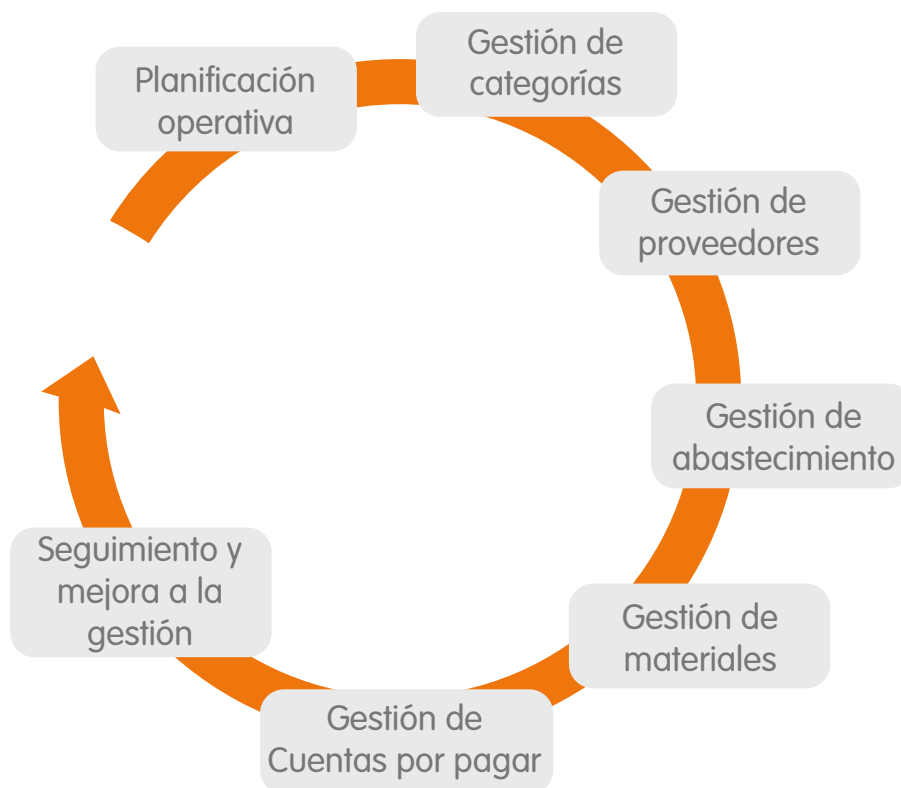 Planificación
operativa
Gestión de
categorías
Gestión de
proveedores
Gestión de
abastecimiento
Gestión de
materiales
Gestión de
Cuentas por pagar
Seguimiento y
mejora a la
gestión